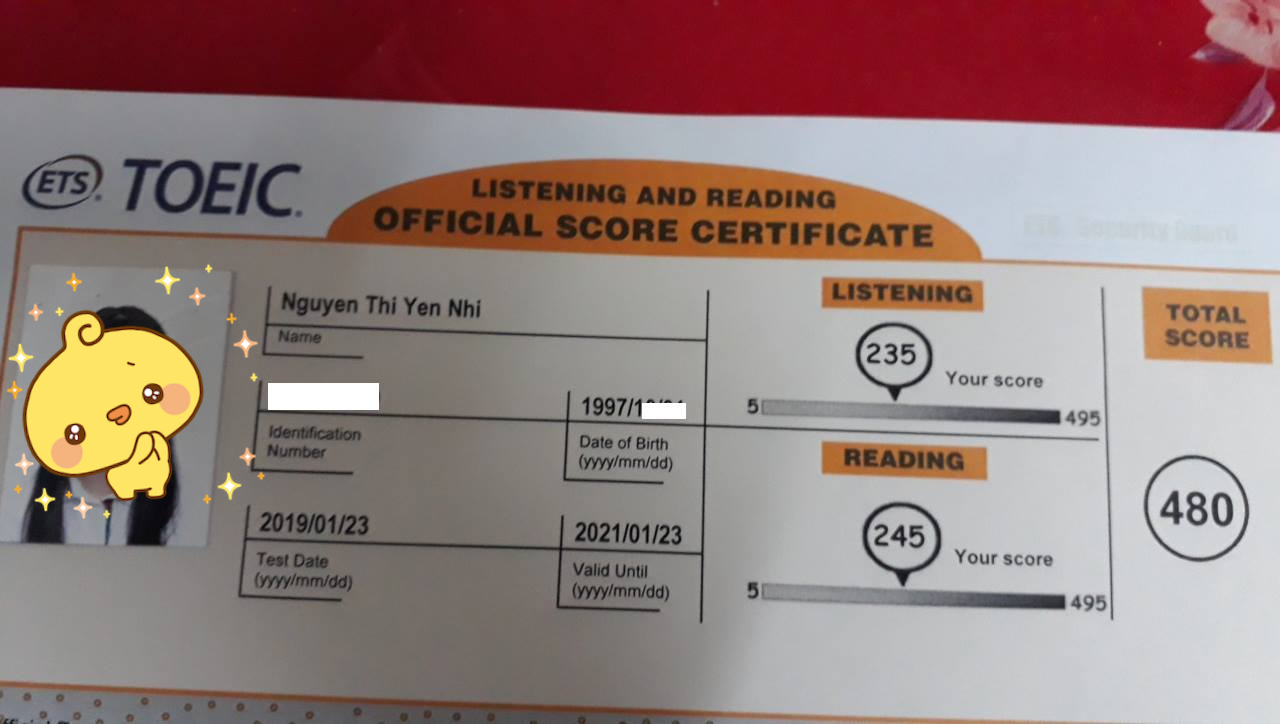 ETS TOEIC
LISTENING AND READING
OFFICIAL SCORE CERTIFICATE
Nguyen Thi Yen Nhi
Name
Identification
Number
1997/1
Date of Birth
(yyyy/mm/dd)
2019/01/23
Test Date
(yyyy/mm/dd)
2021/01/23
Valid Until
(yyyy/mm/dd)
LISTENING
235
Your score
5 495
READING
245
Your score
5 495
TOTAL
SCORE
480